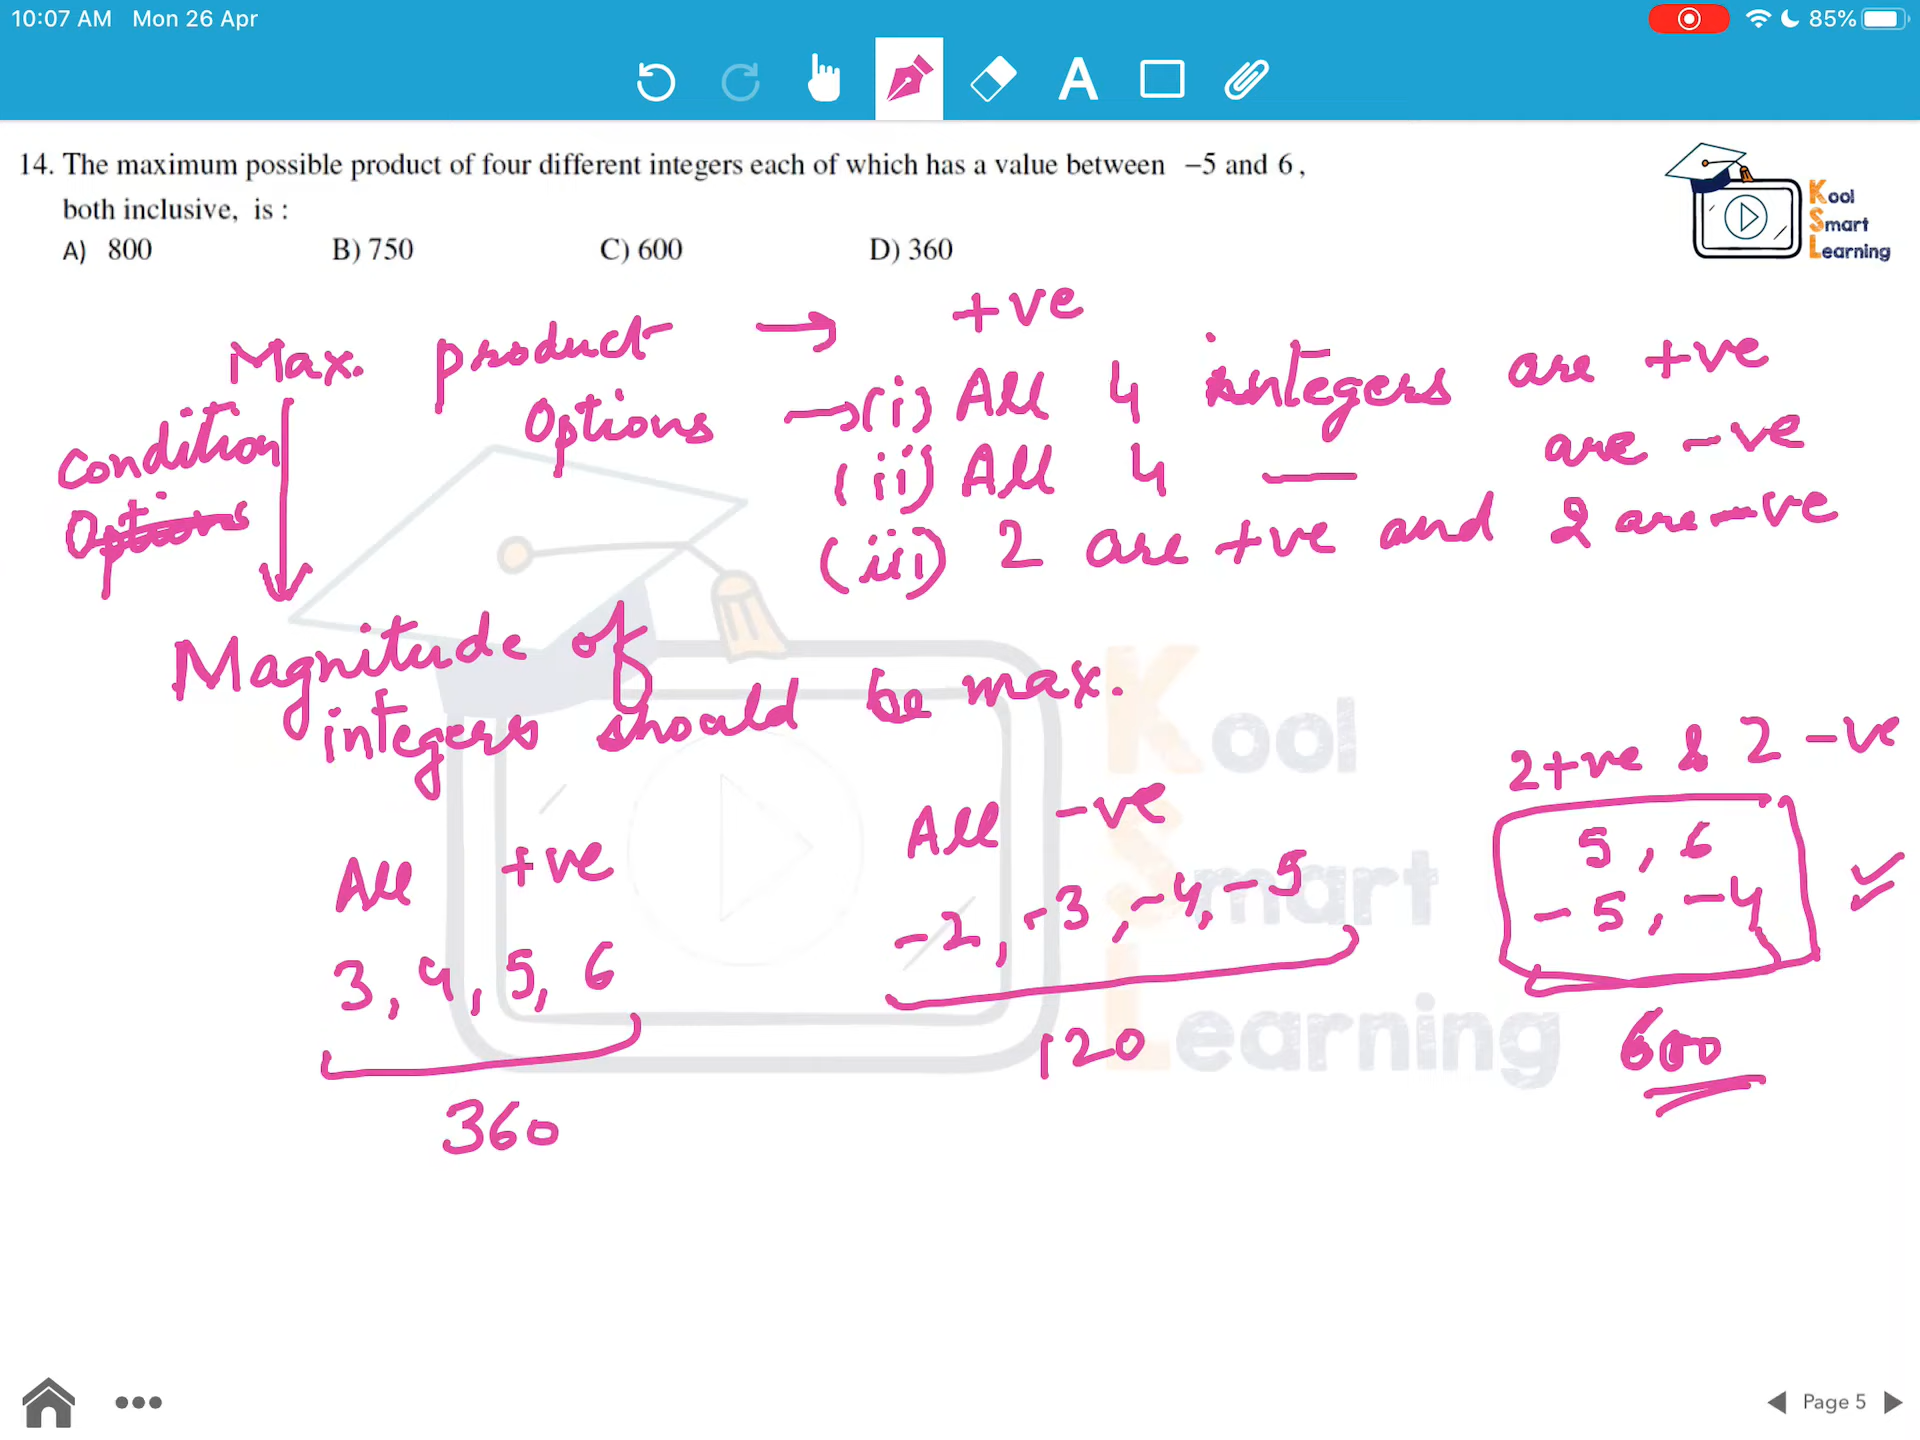 10:07 AM Mon 26 Apr
85%
A
14. The maximum possible product of four different integers each of which has a value between −5 and 6,
both inclusive, is :
A) 800 B) 750 C) 600 D) 360
Kool
Smart
Learning
Max. product → +ve
Condition
Options
Options → (i) All 4 integers are +ve
(ii) All 4 — are -ve
(iii) 2 are +ve and 2 are -ve
Magnitude of
integers should be max.
All +ve
3, 4, 5, 6
360
All -ve
-2, -3, -4, -5
120
2+ve & 2 -ve
5, 6
-5, -4
600
Kool
Smart
Learning
Page 5